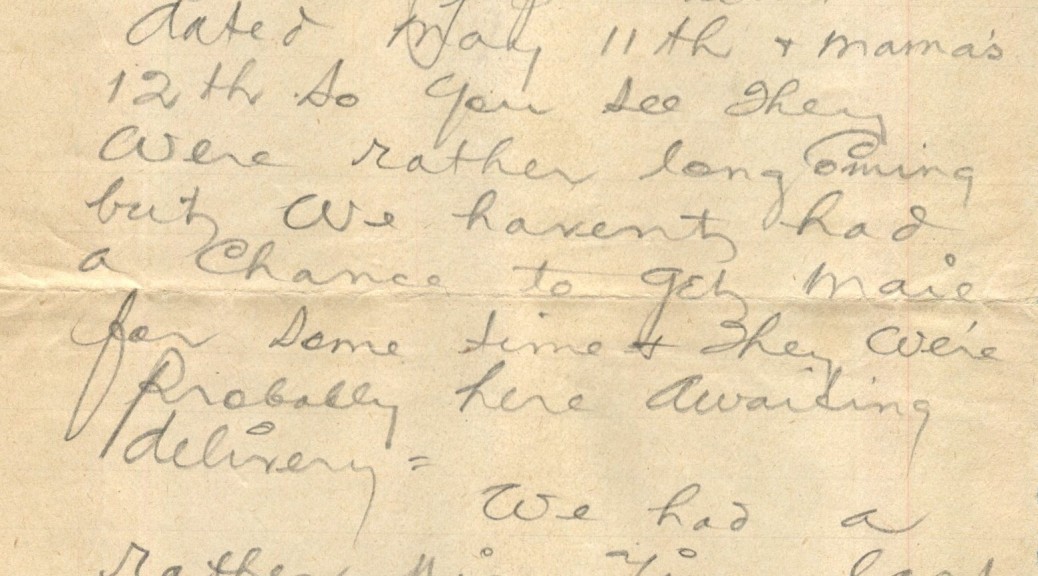 dated May 11th + mama's
12th so you see They
Were rather long Coming
but We havent had
a Chance to get mail
for some time & They were
Probably here Awaiting
delivery =
We had a
rather